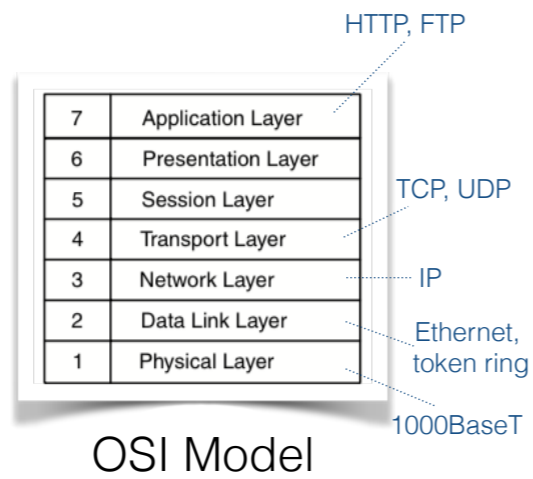 HTTP, FTP
7 Application Layer
6 Presentation Layer
5 Session Layer
TCP, UDP
4 Transport Layer
3 Network Layer
IP
2 Data Link Layer
Ethernet,
token ring
1 Physical Layer
1000BaseT
OSI Model